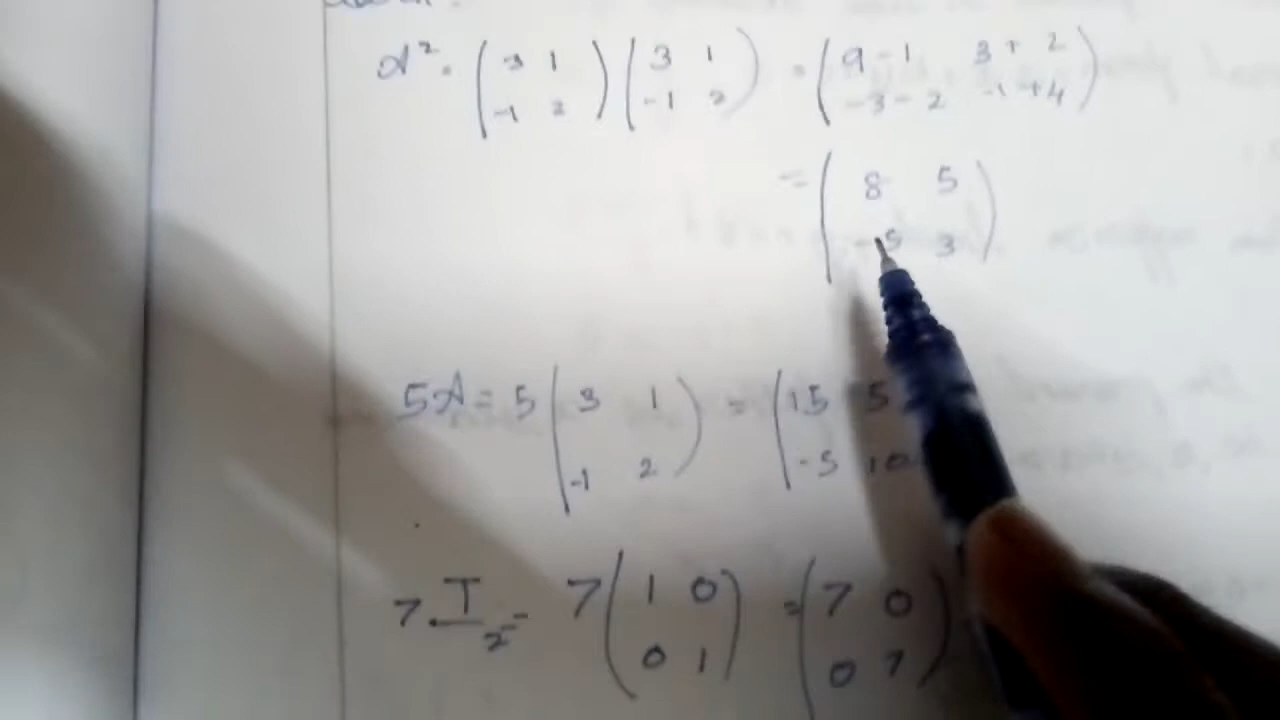 A² = ( 3 1 ) ( 3 1 ) = ( 9 - 1 3 + 2 )
( -1 2 ) ( -1 2 ) ( -3 - 2 -1 + 4 )
= ( 8 5 )
( -5 3 )
5A = 5 ( 3 1 ) = ( 15 5
( -1 2 ) ( -5 10
7 I₂ = 7 ( 1 0 ) = ( 7 0 )
( 0 1 ) ( 0 7 )